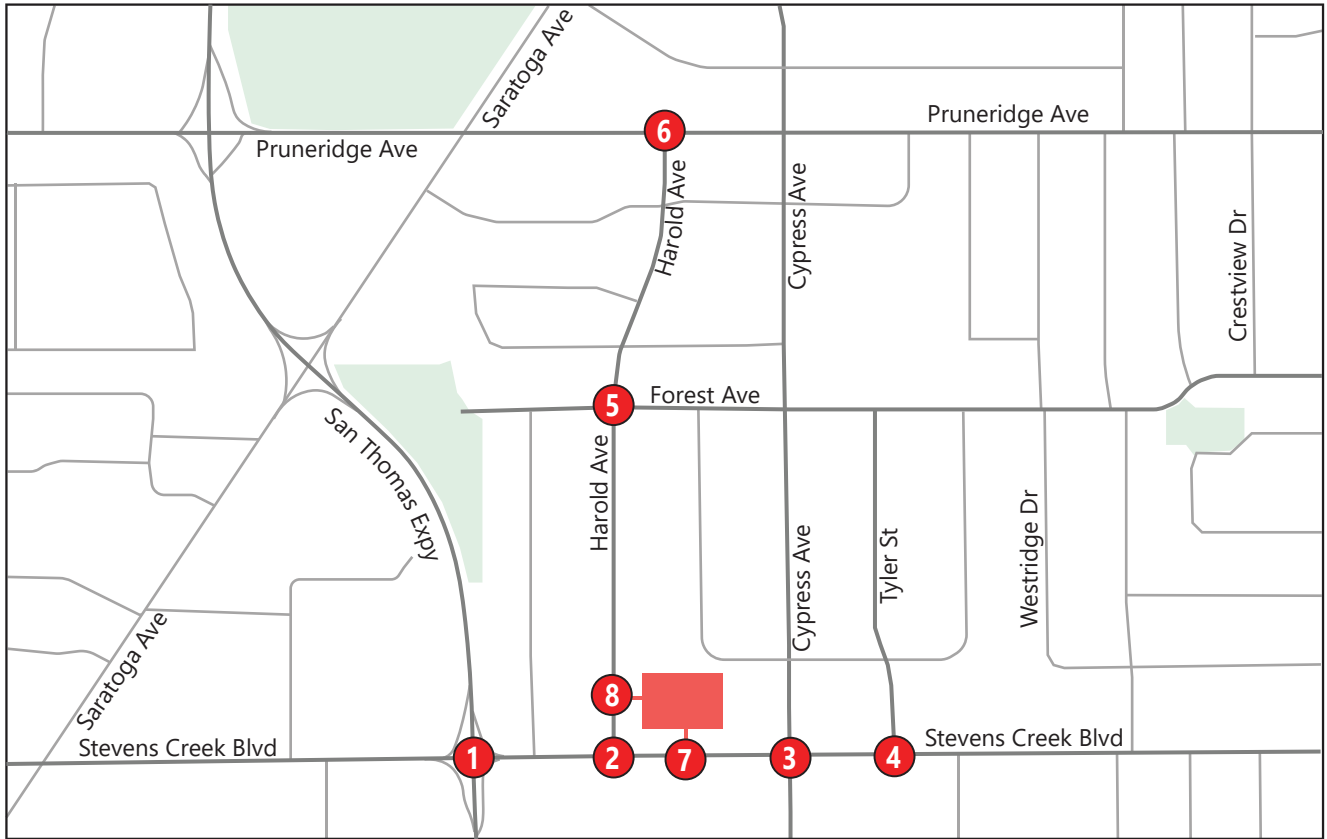 Saratoga Ave
Pruneridge Ave
6
Pruneridge Ave
Harold Ave
Cypress Ave
Crestview Dr
5
Forest Ave
San Thomas Expy
Harold Ave
Cypress Ave
Tyler St
Westridge Dr
Saratoga Ave
8
Stevens Creek Blvd
1
2
7
3
4
Stevens Creek Blvd